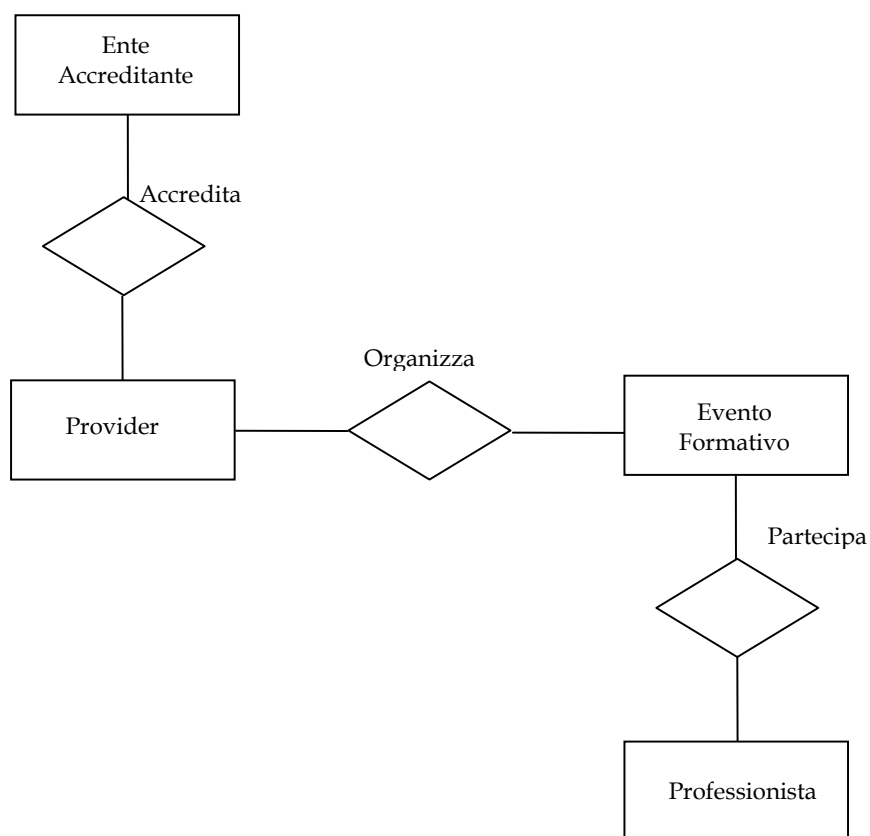 Ente
Accreditante
Accredita
Organizza
Provider
Evento
Formativo
Partecipa
Professionista